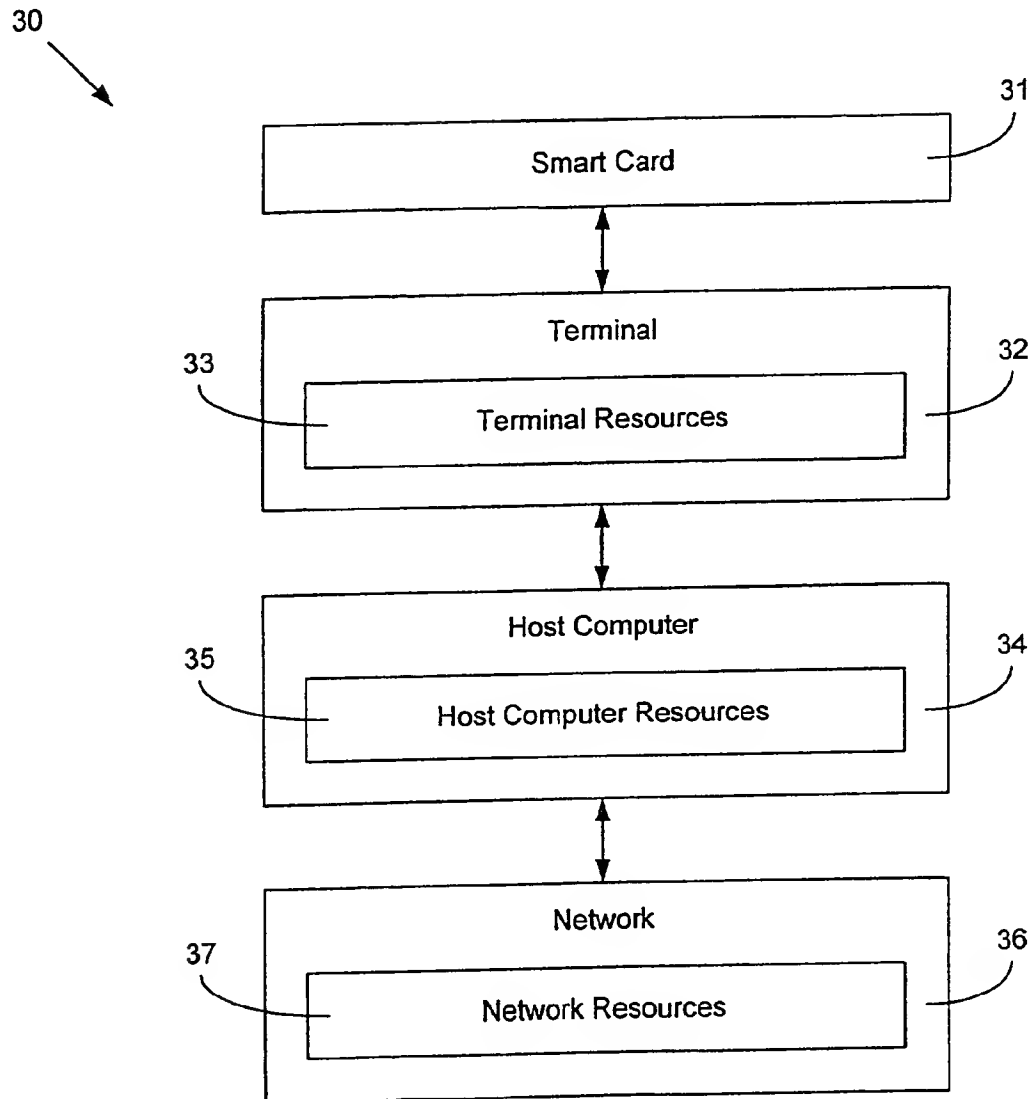 30
31
Smart Card
Terminal
33
32
Terminal Resources
Host Computer
35
34
Host Computer Resources
Network
37
36
Network Resources